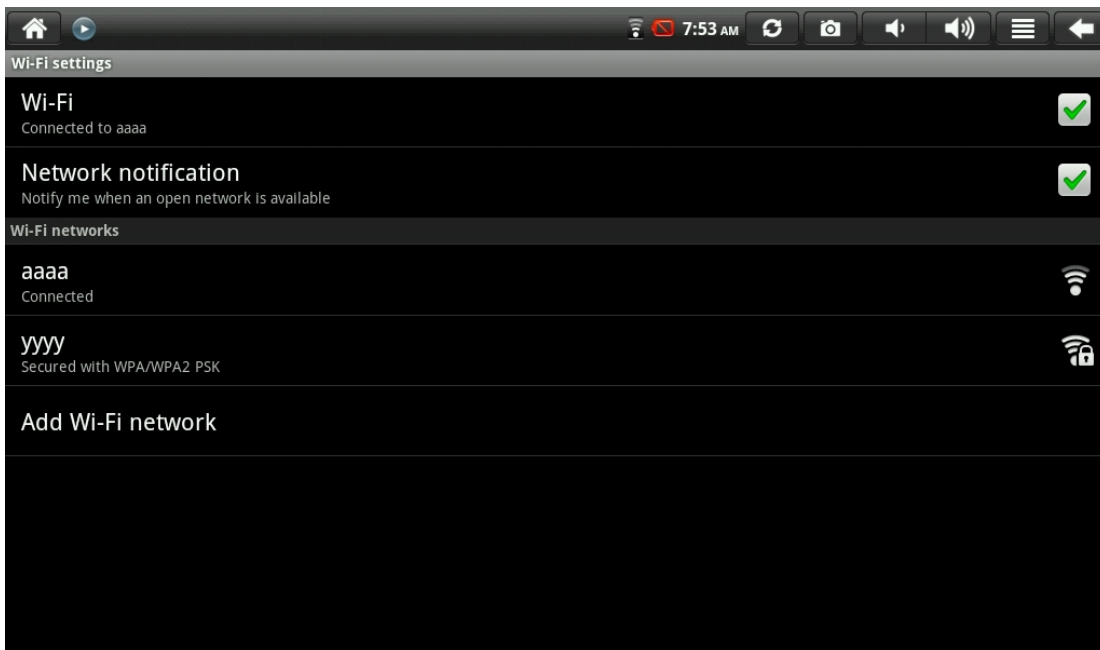 7:53 AM
Wi-Fi settings
Wi-Fi
Connected to aaaa
Network notification
Notify me when an open network is available
Wi-Fi networks
aaaa
Connected
yyyy
Secured with WPA/WPA2 PSK
Add Wi-Fi network